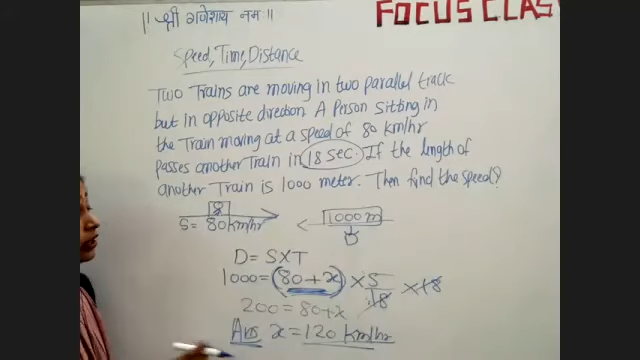 || श्री गणेशाय नमः ||
FOCUS CLAS
Speed, Time, Distance
Two Trains are moving in two parallel track
but in opposite direction. A Person sitting in
the Train moving at a speed of 80 km/hr
Passes another Train in 18 sec. If the length of
another Train is 1000 meter. Then find the speed?
S = 80 km/hr
1000 m
D = S×T
1000 = (80 + x) × 5/18 × 18
200 = 80 + x
Ans x = 120 km/hr